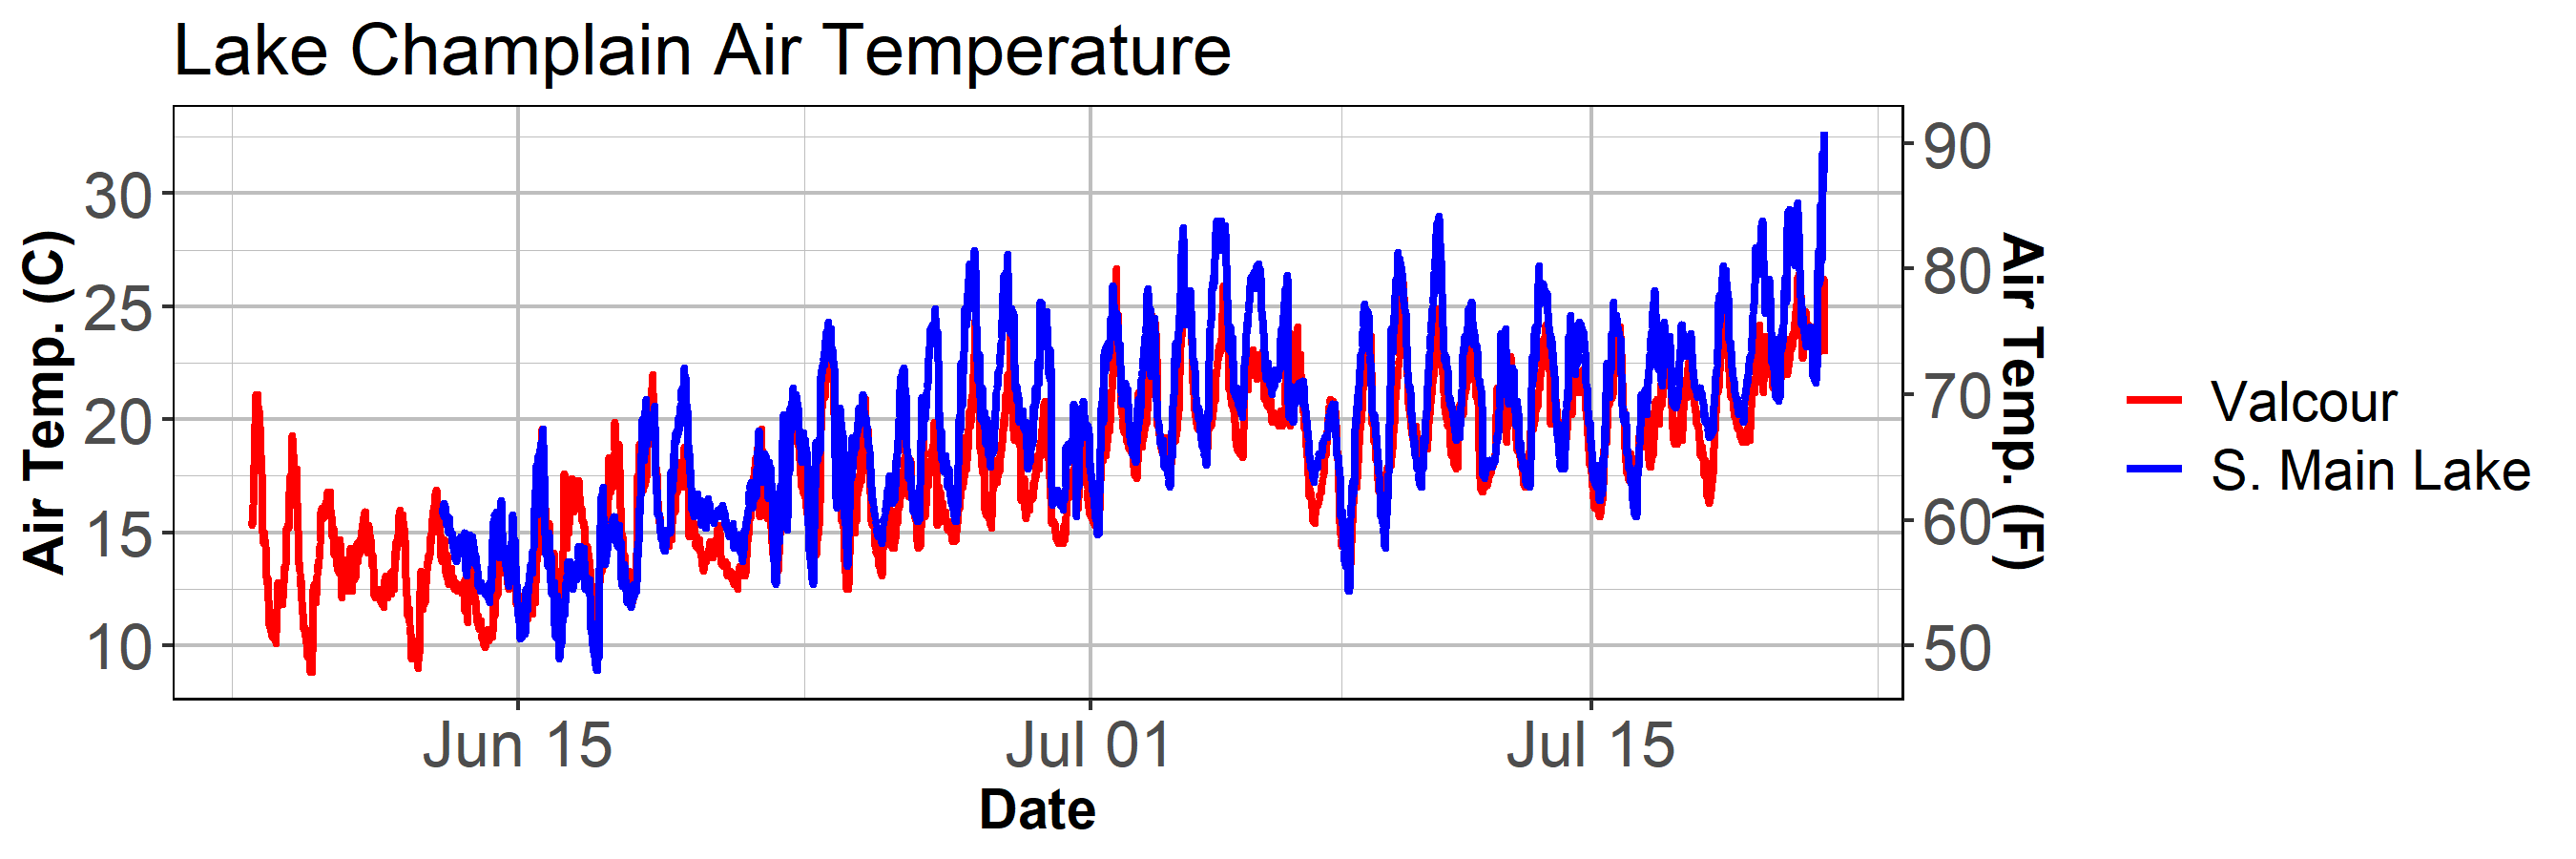 Lake Champlain Air Temperature
Air Temp. (C)
30
25
20
15
10
90
80
70
60
50
Air Temp. (F)
Jun 15
Jul 01
Jul 15
Date
Valcour
S. Main Lake